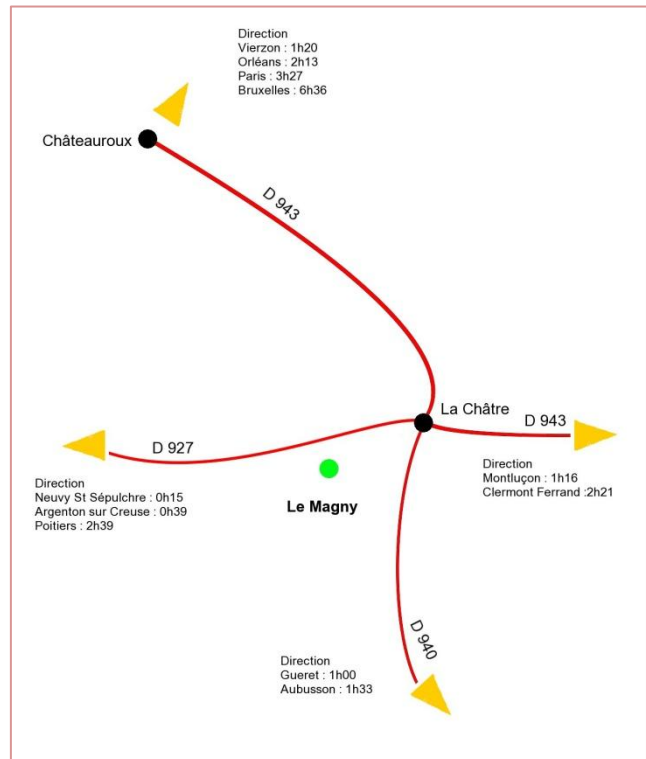 Direction
Vierzon : 1h20
Orléans : 2h13
Paris : 3h27
Bruxelles : 6h36
Châteauroux
D 943
La Châtre
D 943
D 927
Direction
Neuvy St Sépulchre : 0h15
Argenton sur Creuse : 0h39
Poitiers : 2h39
Le Magny
Direction
Montluçon : 1h16
Clermont Ferrand :2h21
D 940
Direction
Gueret : 1h00
Aubusson : 1h33